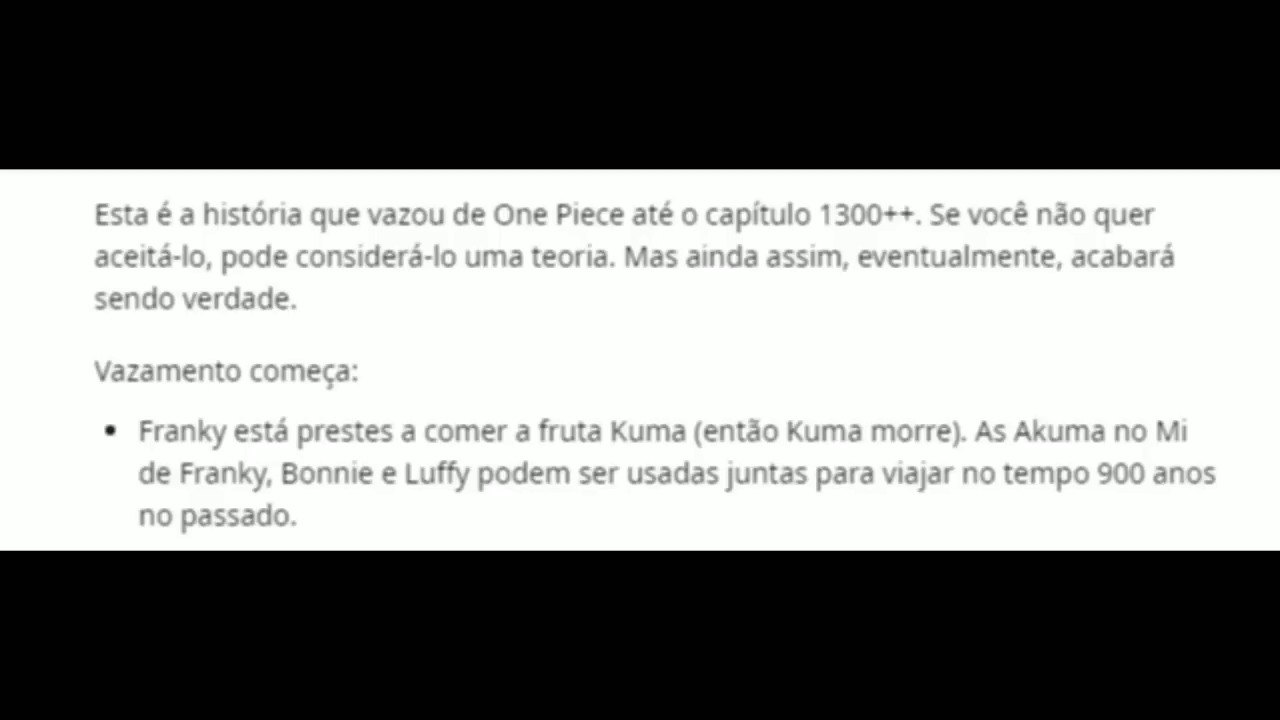 Esta é a história que vazou de One Piece até o capítulo 1300++. Se você não quer
aceitá-lo, pode considerá-lo uma teoria. Mas ainda assim, eventualmente, acabará
sendo verdade.
Vazamento começa:
• Franky está prestes a comer a fruta Kuma (então Kuma morre). As Akuma no Mi
de Franky, Bonnie e Luffy podem ser usadas juntas para viajar no tempo 900 anos
no passado.